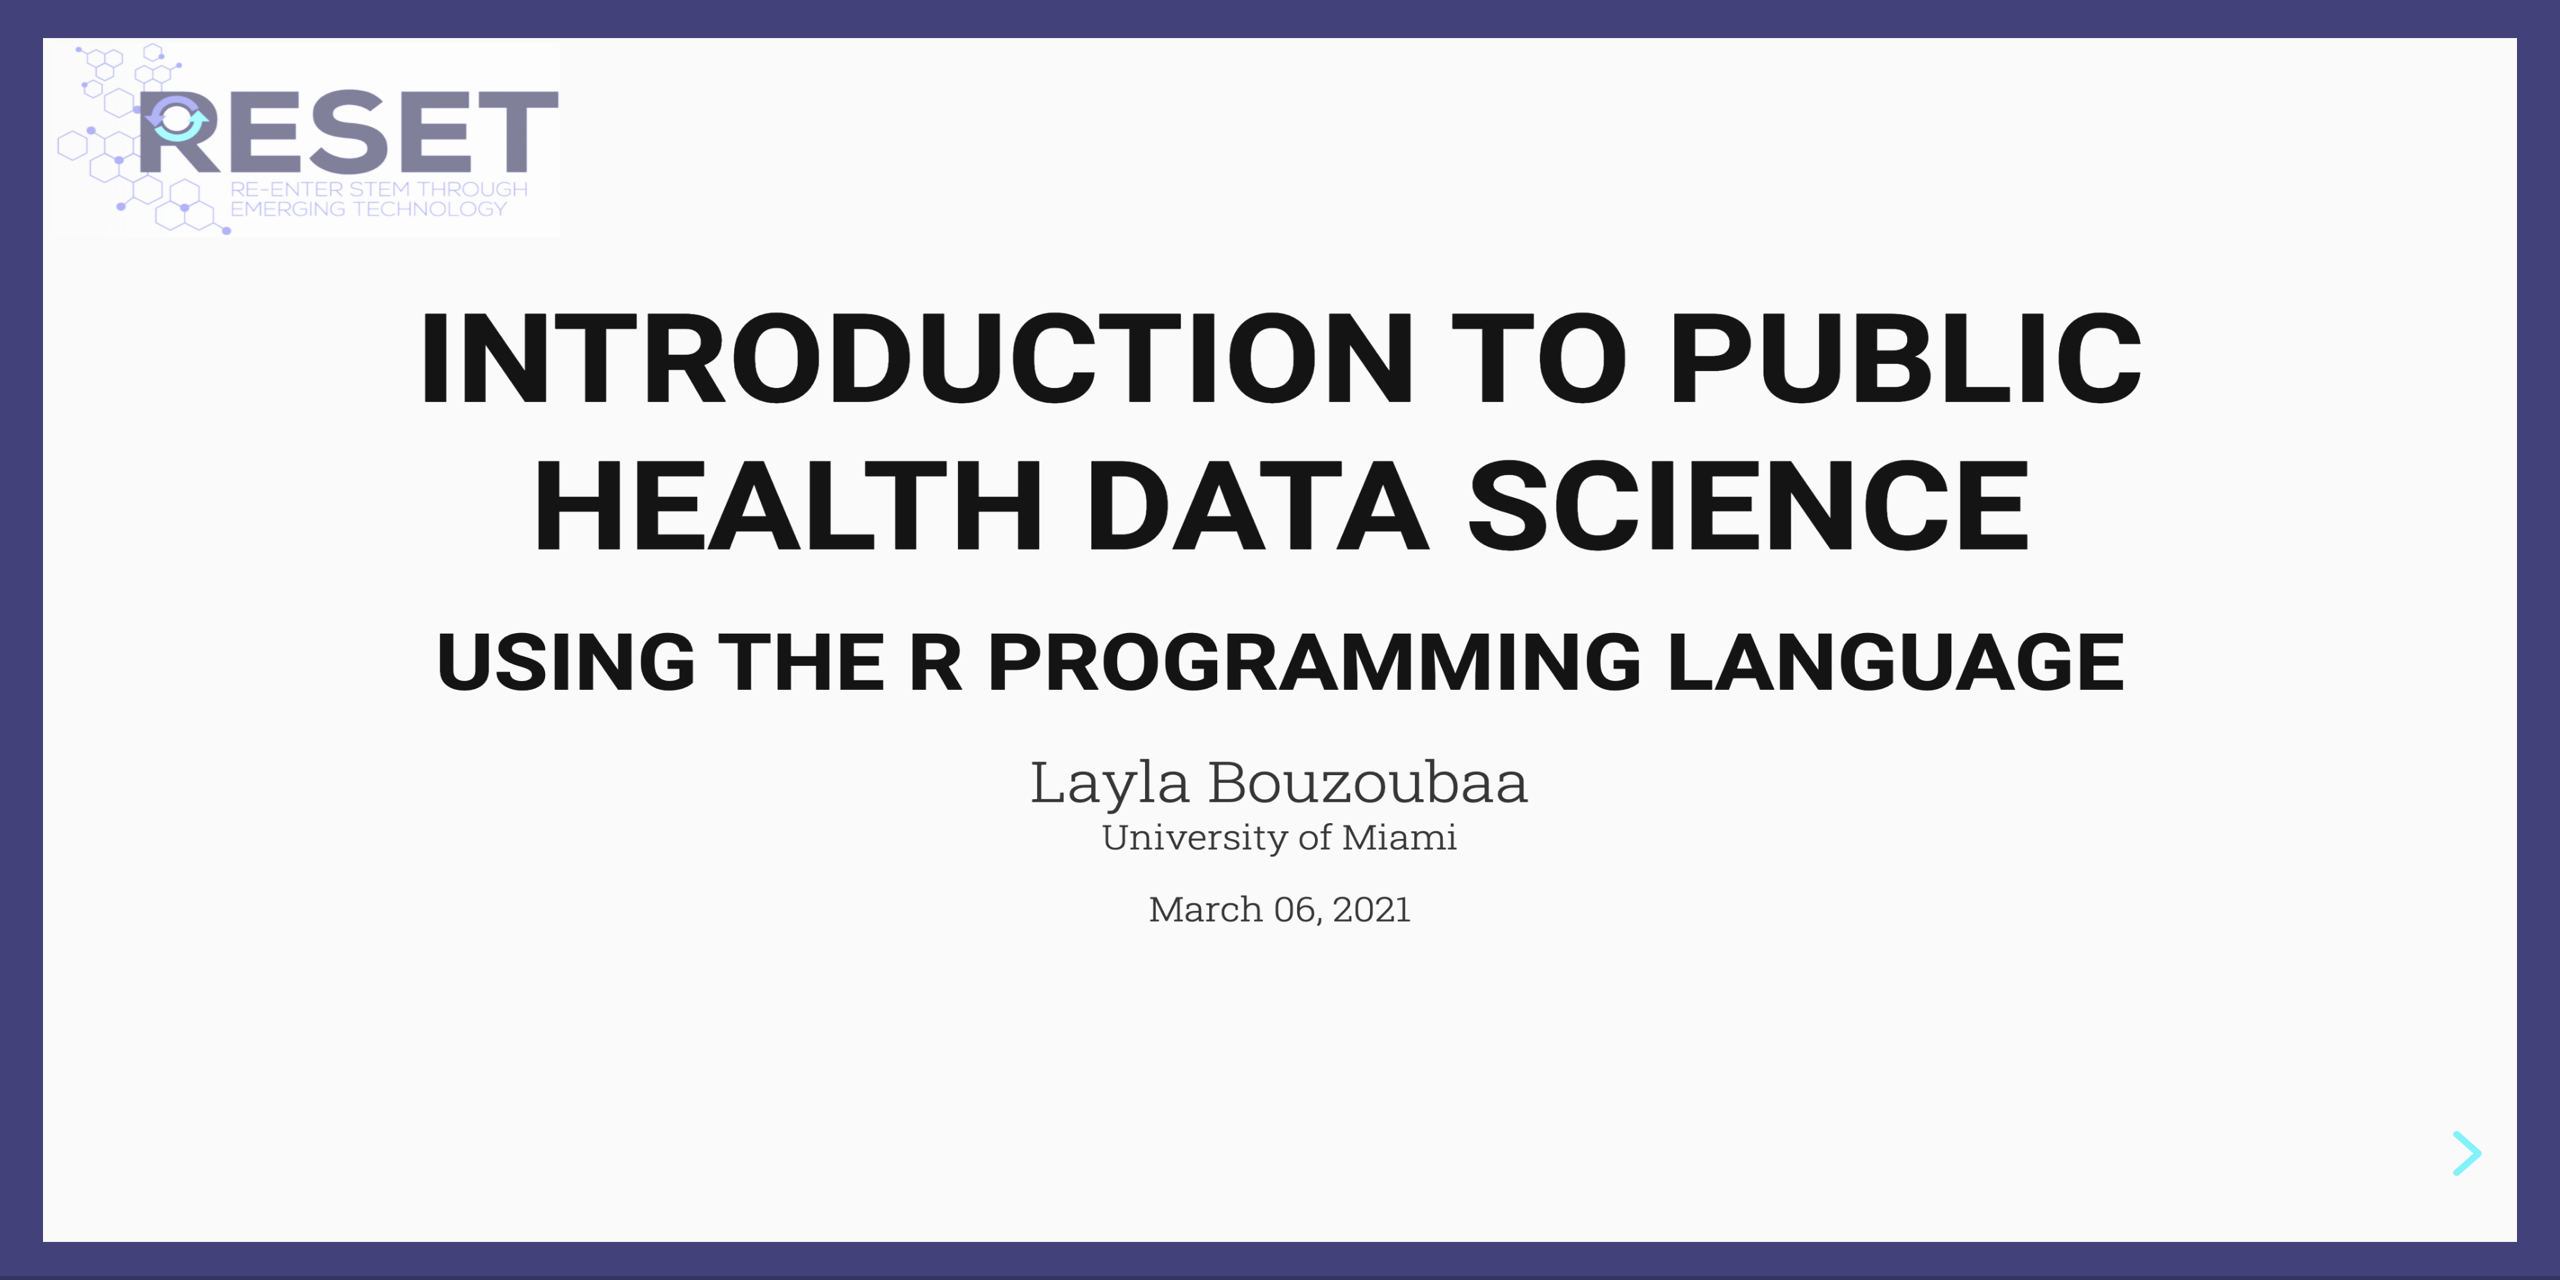 RESET
RE-ENTER STEM THROUGH
EMERGING TECHNOLOGY
INTRODUCTION TO PUBLIC
HEALTH DATA SCIENCE
USING THE R PROGRAMMING LANGUAGE
Layla Bouzoubaa
University of Miami
March 06, 2021